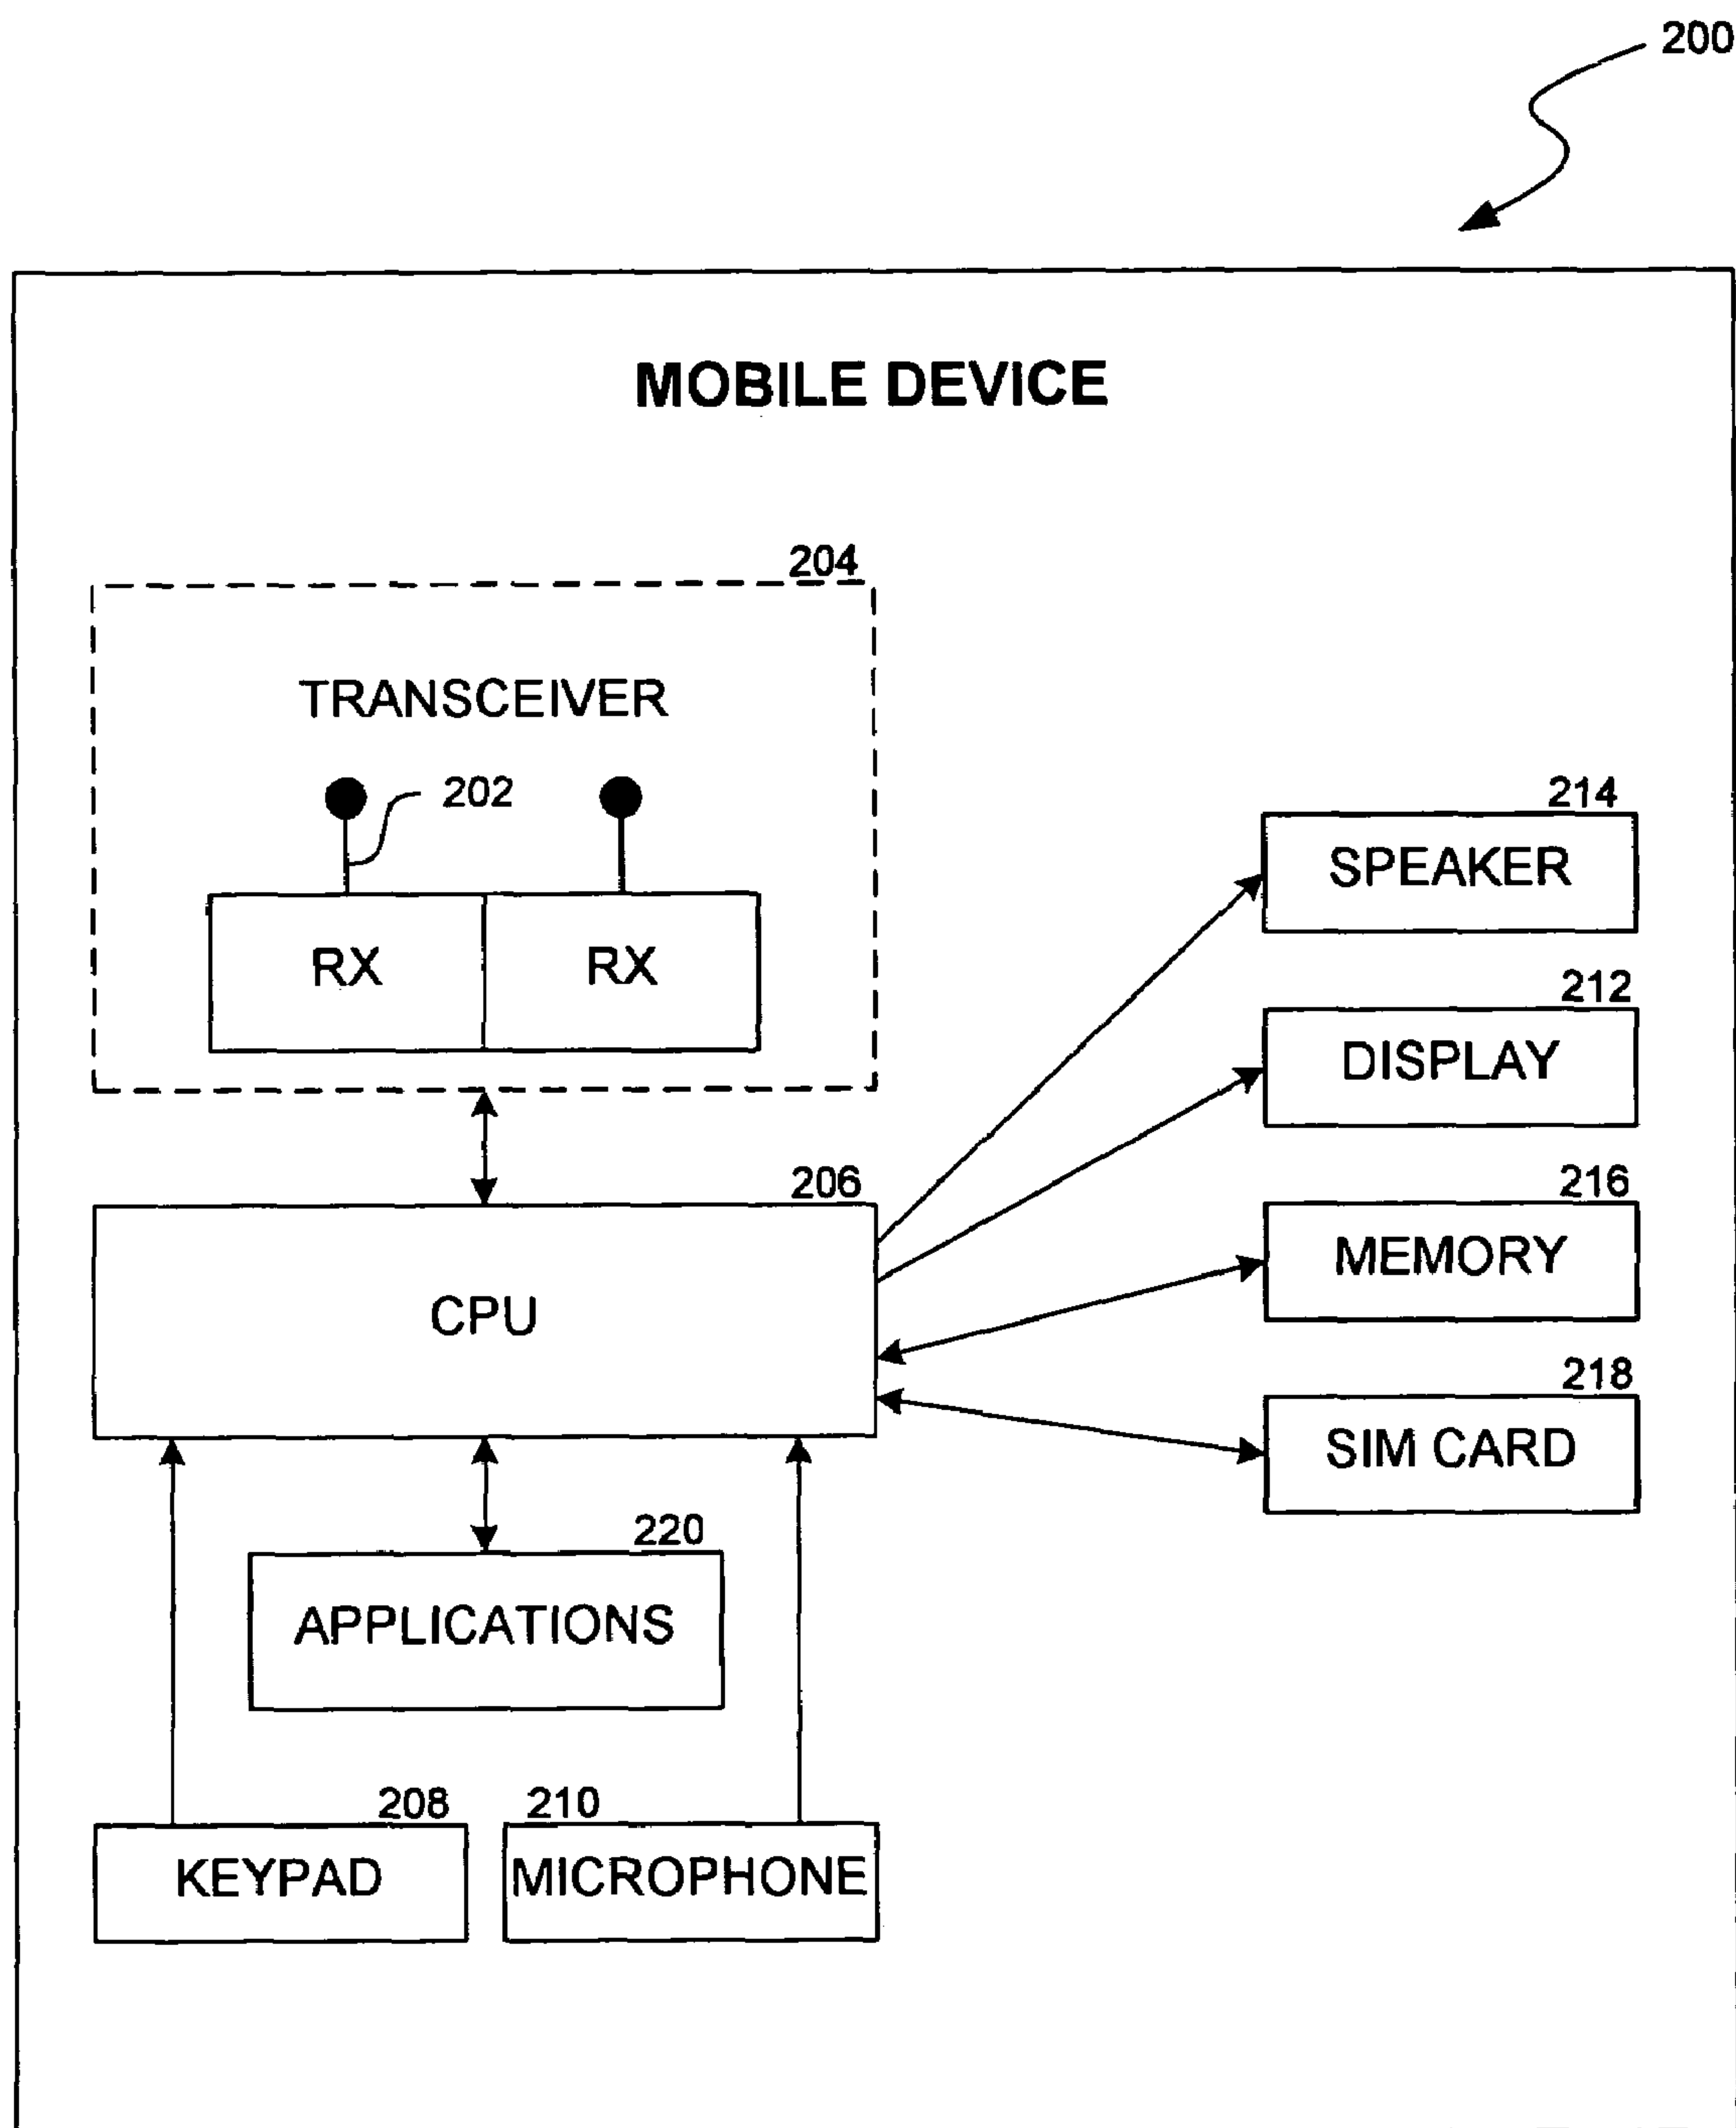 200
MOBILE DEVICE
204
TRANSCEIVER
202
RX RX
214
SPEAKER
212
DISPLAY
206
CPU
216
MEMORY
218
SIM CARD
220
APPLICATIONS
208
KEYPAD
210
MICROPHONE